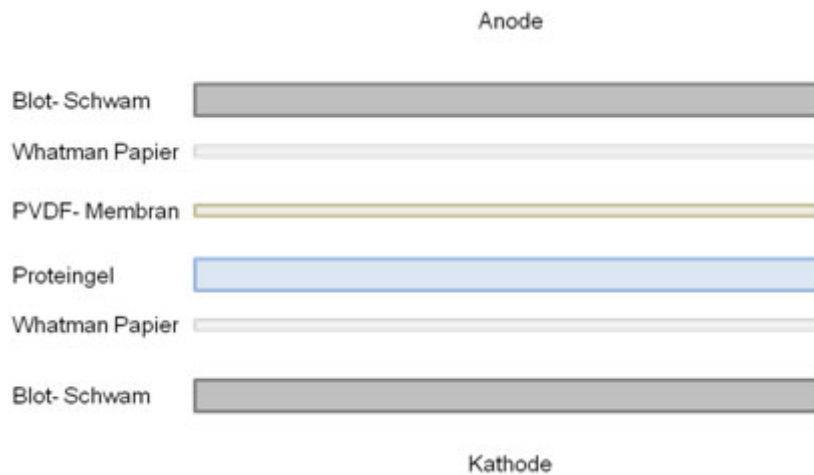 Anode
Blot- Schwam
Whatman Papier
PVDF- Membran
Proteingel
Whatman Papier
Blot- Schwam
Kathode